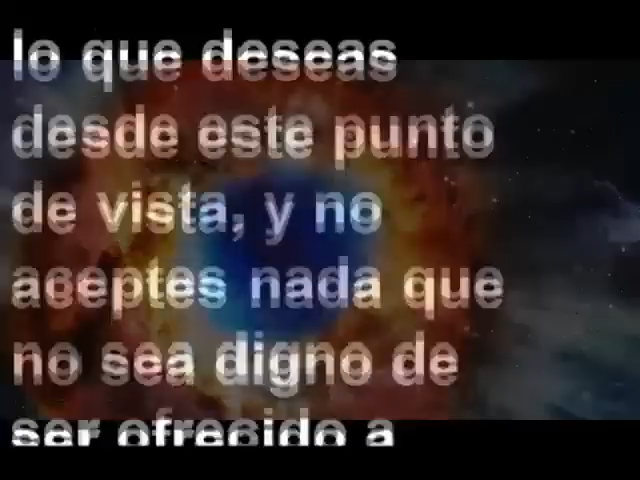 lo que deseas
desde este punto
de vista, y no
aceptes nada que
no sea digno de
ser ofrecido a